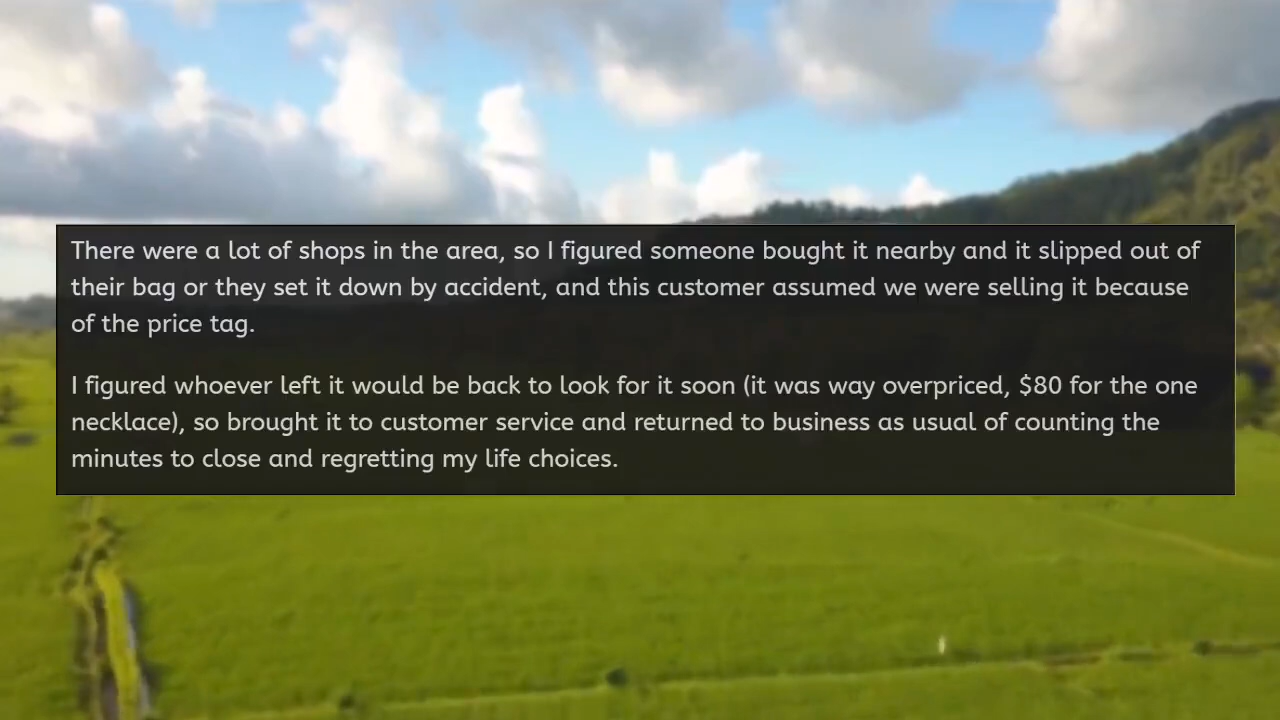 There were a lot of shops in the area, so I figured someone bought it nearby and it slipped out of
their bag or they set it down by accident, and this customer assumed we were selling it because
of the price tag.
I figured whoever left it would be back to look for it soon (it was way overpriced, $80 for the one
necklace), so brought it to customer service and returned to business as usual of counting the
minutes to close and regretting my life choices.